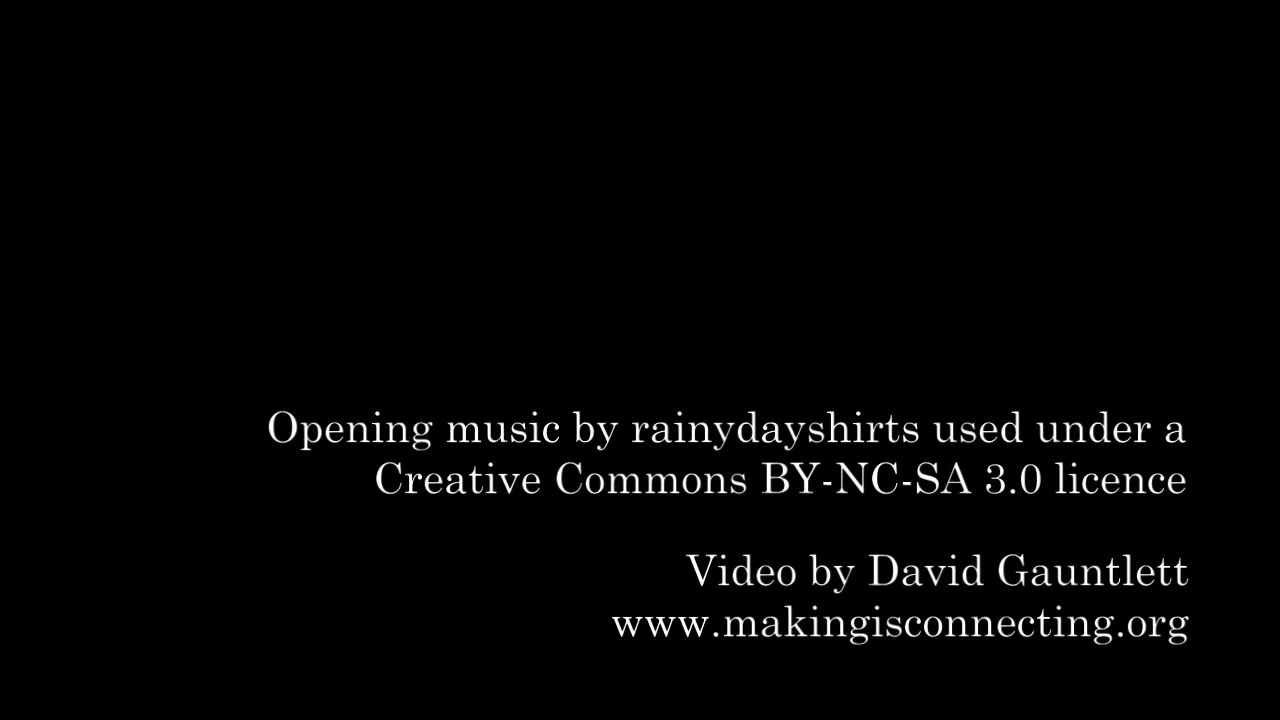 Opening music by rainydayshirts used under a
Creative Commons BY-NC-SA 3.0 licence
Video by David Gauntlett
www.makingisconnecting.org